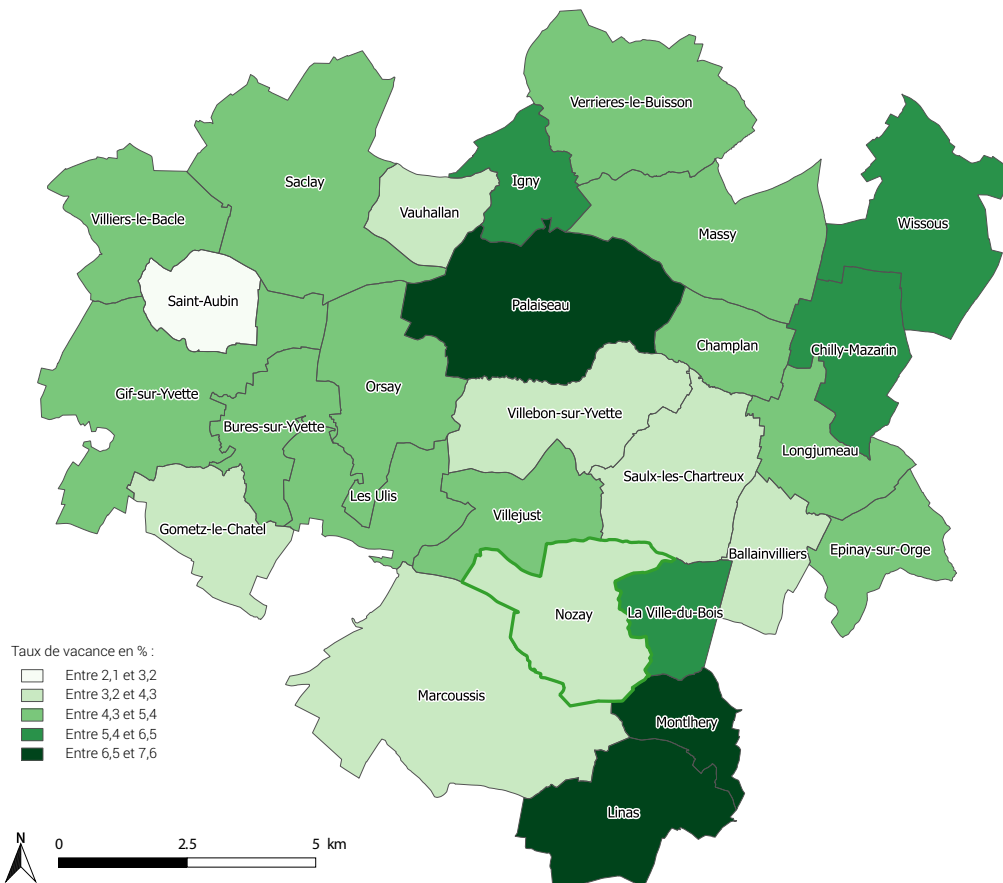 Verrieres-le-Buisson
Igny
Saclay
Vauhallan
Villiers-le-Bacle
Wissous
Massy
Saint-Aubin
Palaiseau
Champlan
Chilly-Mazarin
Orsay
Gif-sur-Yvette
Villebon-sur-Yvette
Bures-sur-Yvette
Longjumeau
Saulx-les-Chartreux
Les Ulis
Villejust
Gometz-le-Chatel
Ballainvilliers
Epinay-sur-Orge
Nozay
La Ville-du-Bois
Marcoussis
Montlhery
Linas
Taux de vacance en % :
Entre 2,1 et 3,2
Entre 3,2 et 4,3
Entre 4,3 et 5,4
Entre 5,4 et 6,5
Entre 6,5 et 7,6
N
0 2.5 5 km